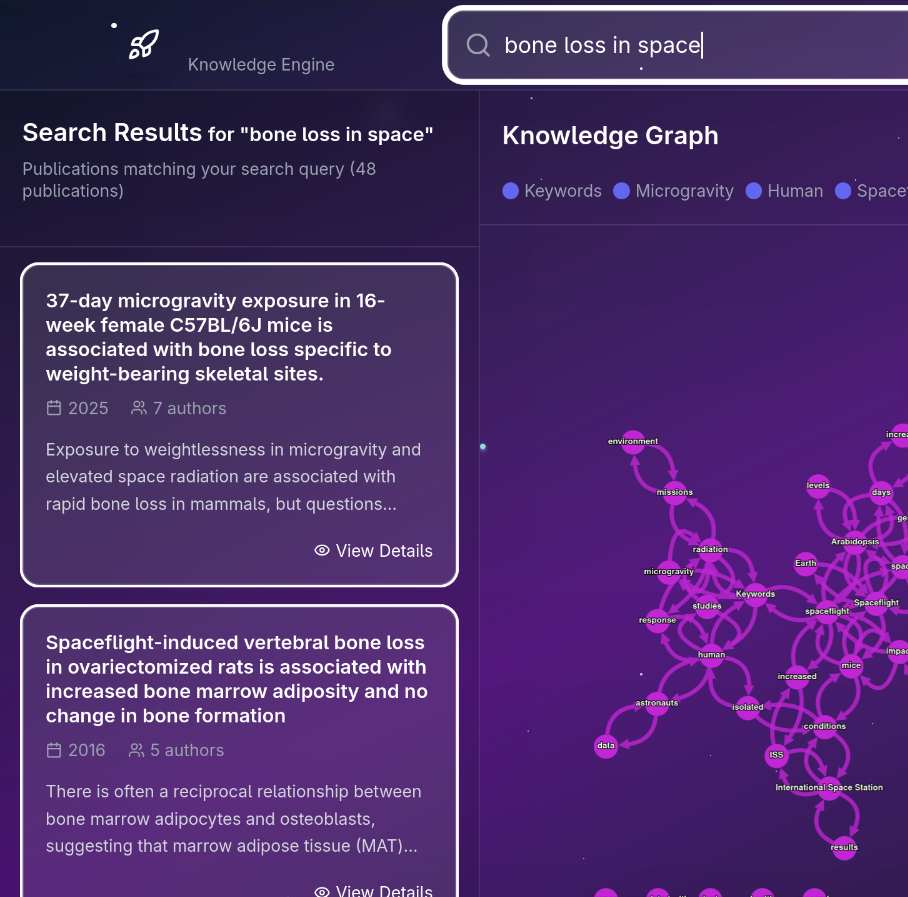 Knowledge Engine
bone loss in space
Search Results for "bone loss in space"
Publications matching your search query (48
publications)
37-day microgravity exposure in 16-
week female C57BL/6J mice is
associated with bone loss specific to
weight-bearing skeletal sites.
2025 7 authors
Exposure to weightlessness in microgravity and
elevated space radiation are associated with
rapid bone loss in mammals, but questions...
View Details
Spaceflight-induced vertebral bone loss
in ovariectomized rats is associated with
increased bone marrow adiposity and no
change in bone formation
2016 5 authors
There is often a reciprocal relationship between
bone marrow adipocytes and osteoblasts,
suggesting that marrow adipose tissue (MAT)...
View Details
Knowledge Graph
Keywords Microgravity Human
environment
missions
levels
days
Arabidopsis
radiation
Earth
microgravity
Keywords
studies
Spaceflight
spaceflight
response
human
mice
increased
astronauts
isolated
conditions
data
ISS
International Space Station
results